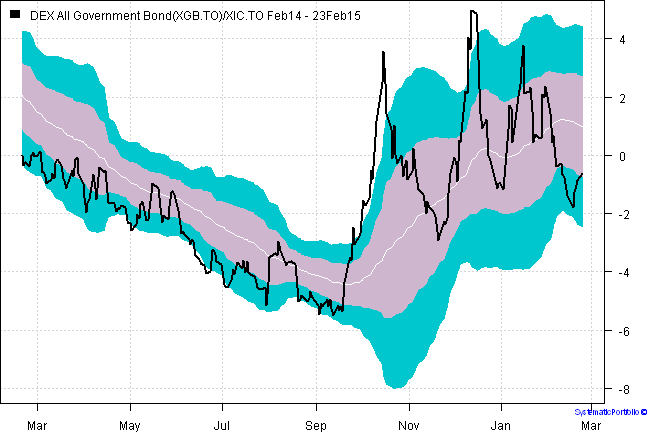 DEX All Government Bond(XGB.TO)/XIC.TO Feb14 - 23Feb15
4
2
0
-2
-4
-6
-8
Mar May Jul Sep Nov Jan Mar
SystematicPortfolio ©